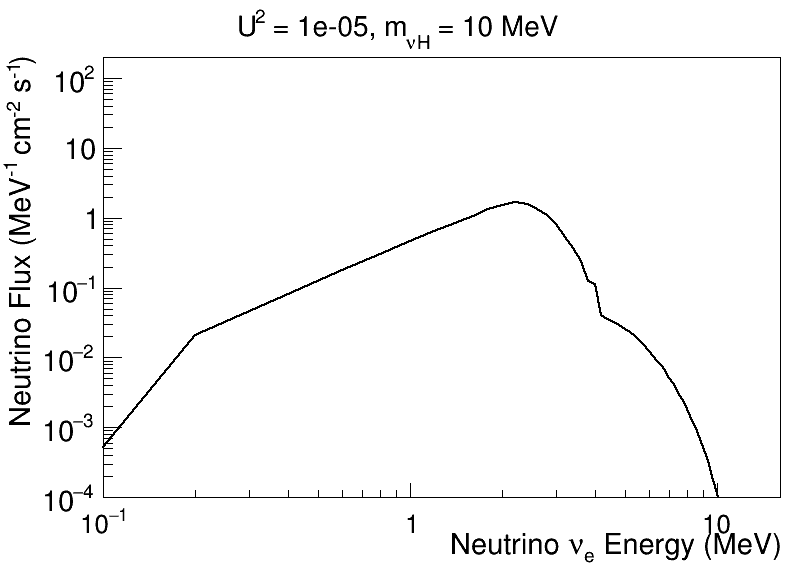 U² = 1e-05, m_νH = 10 MeV
Neutrino Flux (MeV⁻¹ cm⁻² s⁻¹)
10²
10
1
10⁻¹
10⁻²
10⁻³
10⁻⁴
10⁻¹ 1 10
Neutrino νₑ Energy (MeV)